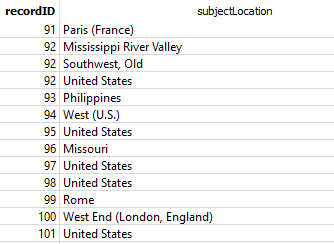 recordID subjectLocation
91 Paris (France)
92 Mississippi River Valley
92 Southwest, Old
92 United States
93 Philippines
94 West (U.S.)
95 United States
96 Missouri
97 United States
98 United States
99 Rome
100 West End (London, England)
101 United States